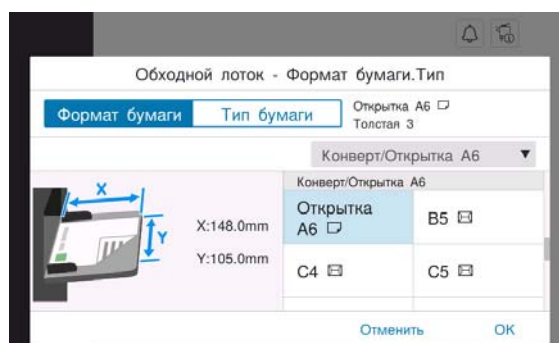 Обходной лоток - Формат бумаги.Тип
Формат бумаги
Тип бумаги
Открытка A6
Толстая 3
Конверт/Открытка A6
Конверт/Открытка A6
X
Y
X:148.0mm
Y:105.0mm
Открытка
A6
B5
C4
C5
Отменить
OK